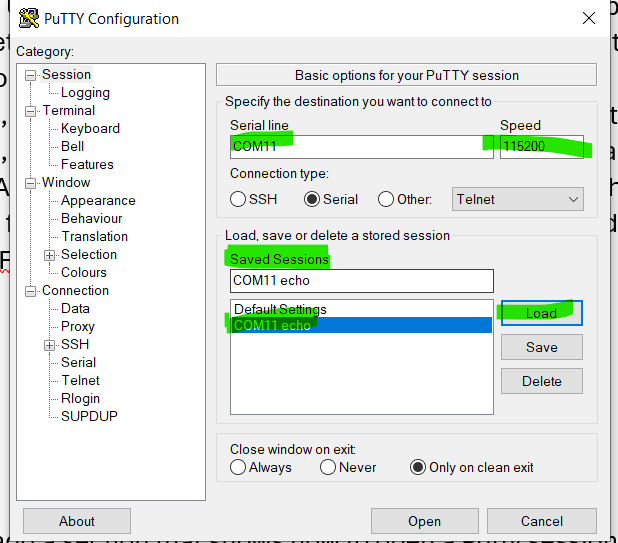 PuTTY Configuration
Category:
Session
Logging
Terminal
Keyboard
Bell
Features
Window
Appearance
Behaviour
Translation
Selection
Colours
Connection
Data
Proxy
SSH
Serial
Telnet
Rlogin
SUPDUP
Basic options for your PuTTY session
Specify the destination you want to connect to
Serial line Speed
COM11 115200
Connection type:
SSH Serial Other: Telnet
Load, save or delete a stored session
Saved Sessions
COM11 echo
Default Settings
COM11 echo
Load
Save
Delete
Close window on exit:
Always Never Only on clean exit
About Open Cancel